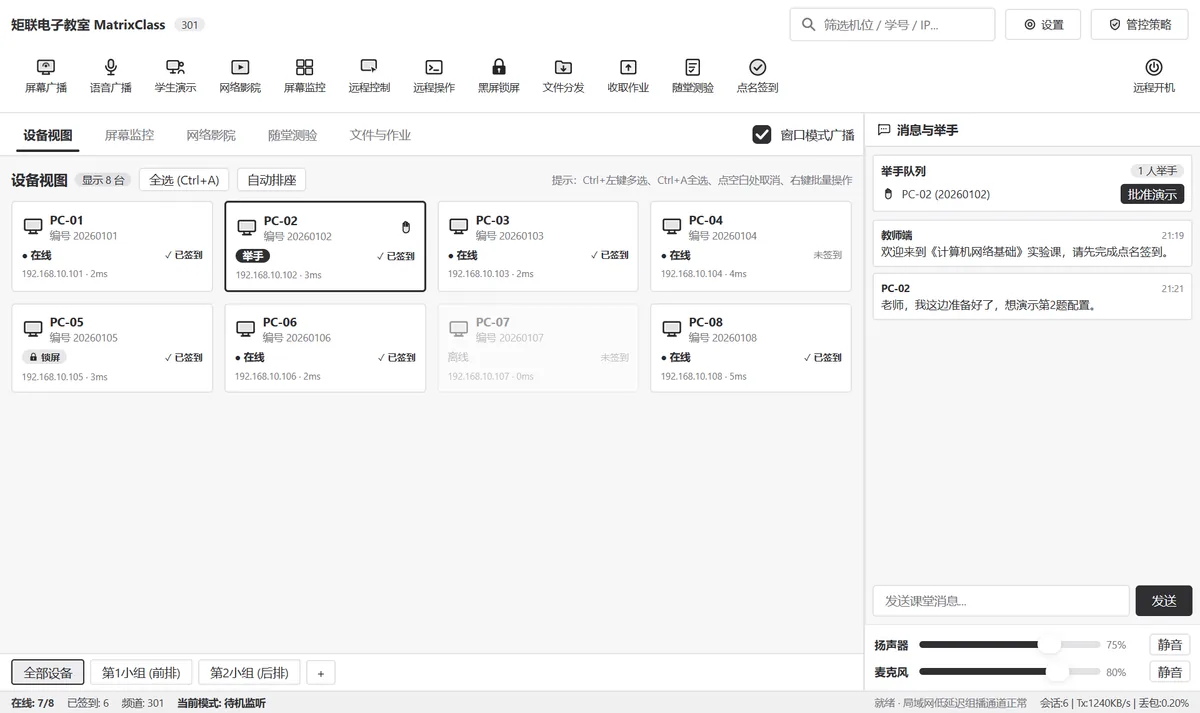 矩联电子教室 MatrixClass 301
筛选机位 / 学号 / IP...
设置
管控策略
屏幕广播
语音广播
学生演示
网络影院
屏幕监控
远程控制
远程操作
黑屏锁屏
文件分发
收取作业
随堂测验
点名签到
远程开机
设备视图
屏幕监控
网络影院
随堂测验
文件与作业
窗口模式广播
设备视图
显示 8 台
全选 (Ctrl+A)
自动排座
提示：Ctrl+左键多选、Ctrl+A全选、点空白处取消、右键批量操作
PC-01
编号 20260101
在线
✓已签到
192.168.10.101 · 2ms
PC-02
编号 20260102
举手
✓已签到
192.168.10.102 · 3ms
PC-03
编号 20260103
在线
✓已签到
192.168.10.103 · 2ms
PC-04
编号 20260104
在线
未签到
192.168.10.104 · 4ms
PC-05
编号 20260105
锁屏
✓已签到
192.168.10.105 · 3ms
PC-06
编号 20260106
在线
✓已签到
192.168.10.106 · 2ms
PC-07
编号 20260107
离线
未签到
192.168.10.107 · 0ms
PC-08
编号 20260108
在线
✓已签到
192.168.10.108 · 5ms
全部设备
第1小组 (前排)
第2小组 (后排)
+
消息与举手
举手队列
1 人举手
PC-02 (20260102)
批准演示
教师端
21:19
欢迎来到《计算机网络基础》实验课，请先完成点名签到。
PC-02
21:21
老师，我这边准备好了，想演示第2题配置。
发送课堂消息...
发送
扬声器
75%
静音
麦克风
80%
静音
在线: 7/8
已签到: 6
频道: 301
当前模式: 待机监听
就绪 · 局域网低延迟组播通道正常
会话:6 | Tx:1240KB/s | 丢包:0.20%